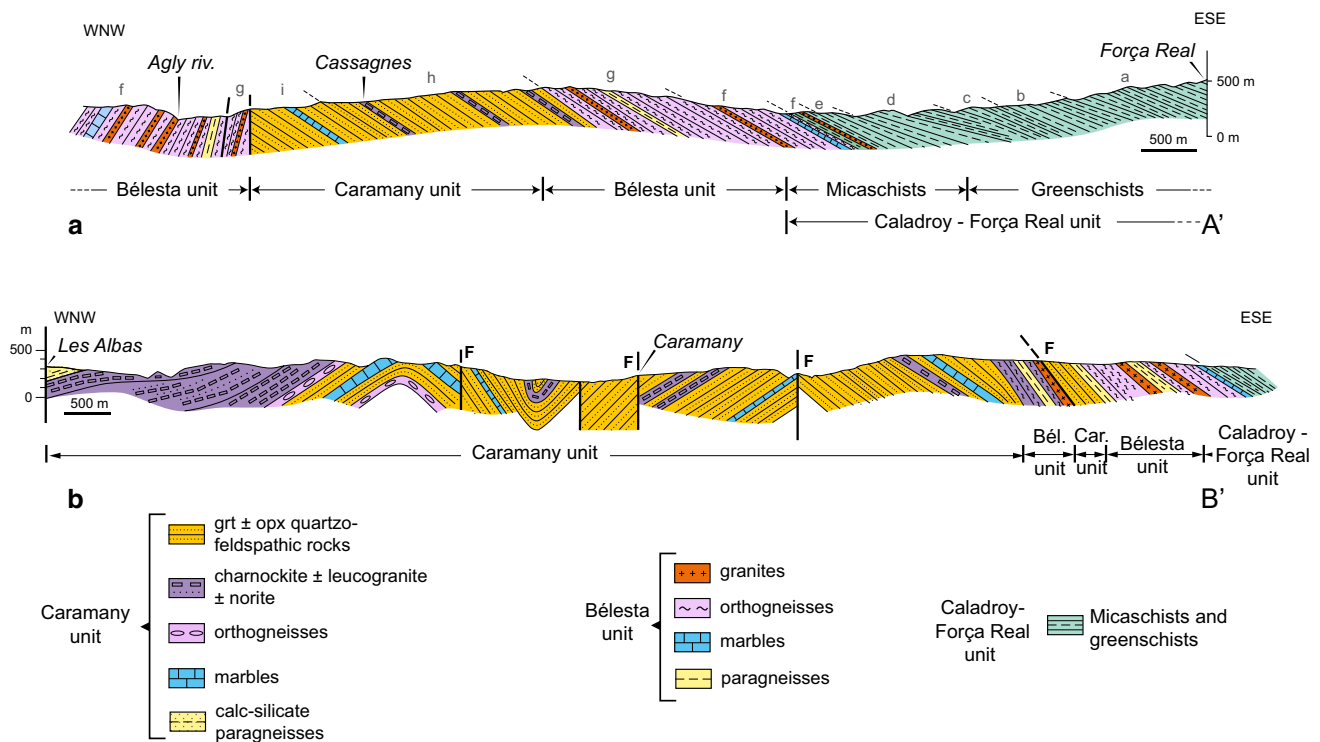 WNW
ESE
Agly riv.
Cassagnes
Força Real
f
g
i
h
g
f
f
e
d
c
b
a
500 m
0 m
500 m
Bélesta unit
Caramany unit
Bélesta unit
Micaschists
Greenschists
a
Caladroy - Força Real unit
A'
WNW
ESE
m
500
0
Les Albas
F
F
Caramany
F
F
500 m
Caramany unit
Bél.
unit
Car.
unit
Bélesta
unit
Caladroy -
Força Real
unit
b
B'
Caramany
unit
grt ± opx quartzo-
feldspathic rocks
charnockite ± leucogranite
± norite
orthogneisses
marbles
calc-silicate
paragneisses
Bélesta
unit
granites
orthogneisses
marbles
paragneisses
Caladroy-
Força Real
unit
Micaschists and
greenschists